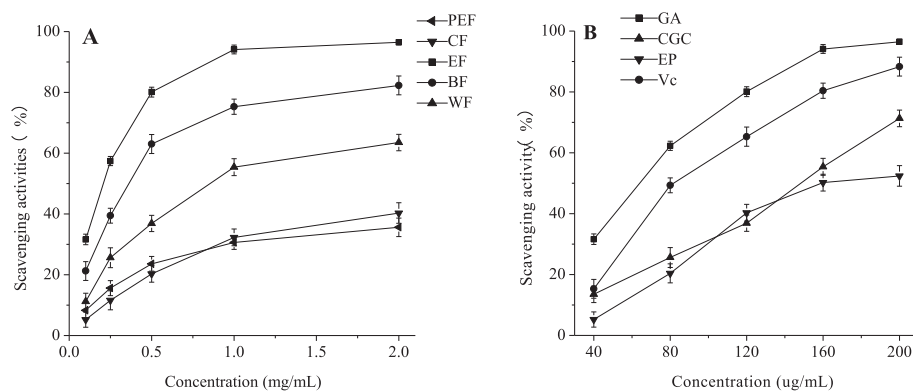 A
PEF
CF
EF
BF
WF
100
80
60
40
20
0
Scavenging activities ( %)
0.0 0.5 1.0 1.5 2.0
Concentration (mg/mL)
B
GA
CGC
EP
Vc
100
80
60
40
20
0
Scavenging activity( %)
40 80 120 160 200
Concentration (ug/mL)